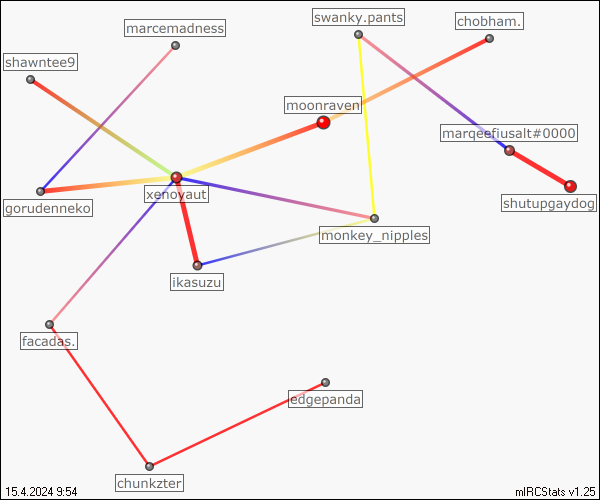 swanky.pants
chobham.
marcemadness
shawntee9
moonraven
marqeefiusalt#0000
xenoyaut
shutupgaydog
gorudenneko
monkey_nipples
ikasuzu
facadas.
edgepanda
chunkzter
15.4.2024 9:54
mIRCStats v1.25